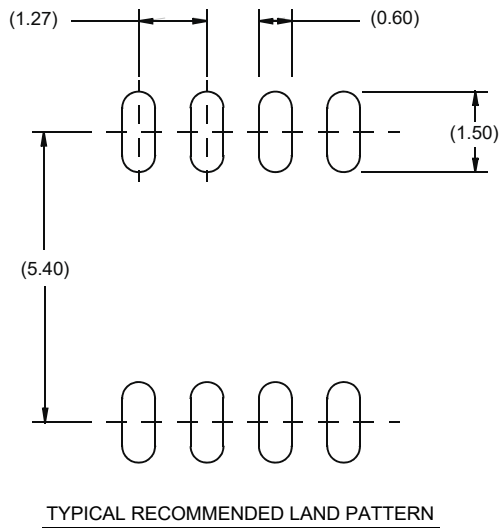 (1.27)
(0.60)
(1.50)
(5.40)
TYPICAL RECOMMENDED LAND PATTERN